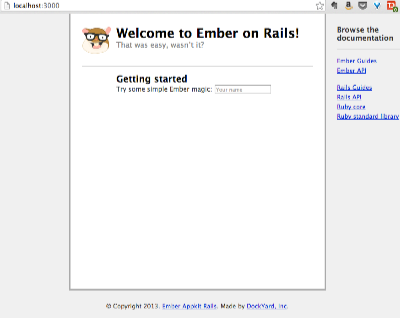 localhost:3000
Welcome to Ember on Rails!
That was easy, wasn't it?
Getting started
Try some simple Ember magic: Your name
Browse the
documentation
Ember Guides
Ember API
Rails Guides
Rails API
Ruby core
Ruby standard library
© Copyright 2013. Ember Appkit Rails. Made by DockYard, Inc.